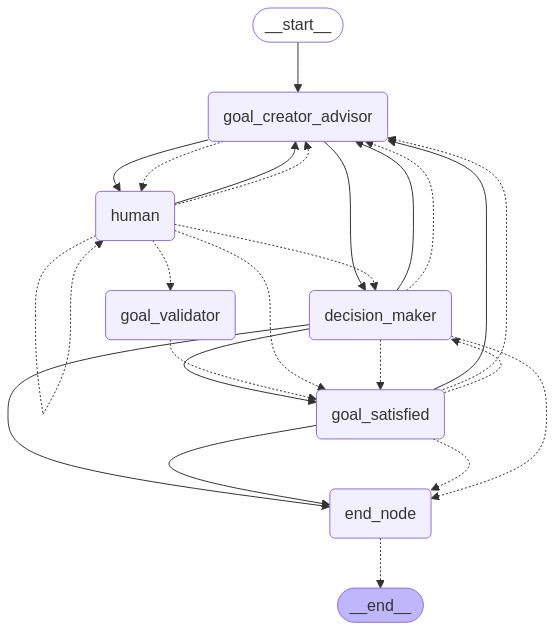 __start__
goal_creator_advisor
human
goal_validator
decision_maker
goal_satisfied
end_node
__end__